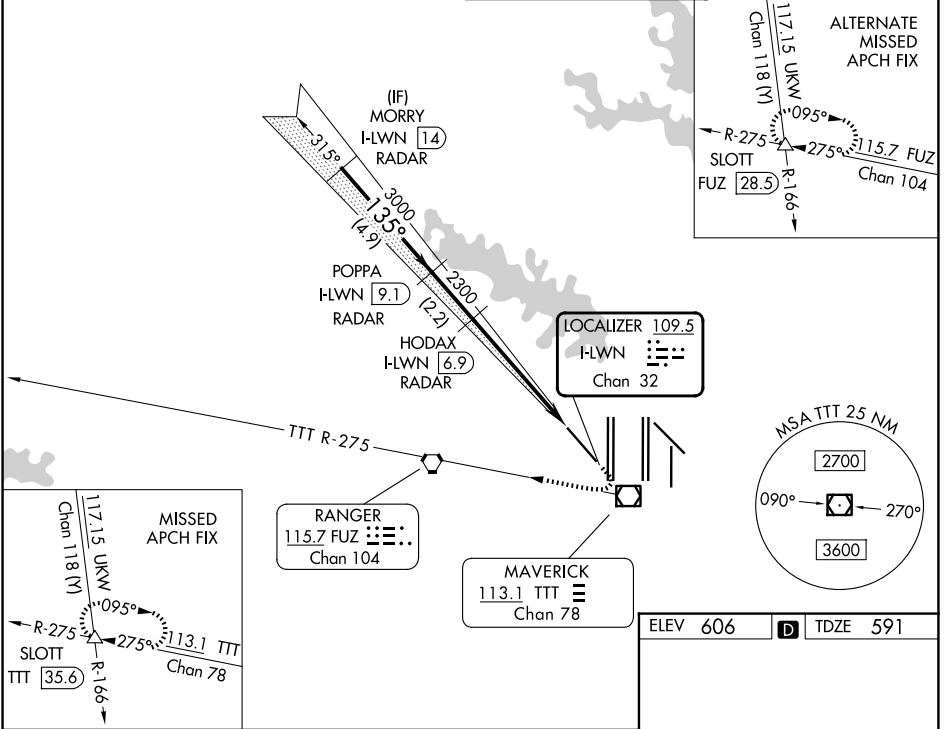 (IF)
MORRY
I-LWN 14
RADAR
315°
3000
135°
(4.9)
POPPA
I-LWN 9.1
RADAR
2300
(2.2)
HODAX
I-LWN 6.9
RADAR
LOCALIZER 109.5
I-LWN
Chan 32
TTT R-275
RANGER
115.7 FUZ
Chan 104
MAVERICK
113.1 TTT
Chan 78
ALTERNATE
MISSED
APCH FIX
117.15 UKW
Chan 118 (Y)
095°
R-275
275°
115.7 FUZ
Chan 104
SLOTT
FUZ 28.5
R-166
MSA TTT 25 NM
2700
090°
270°
3600
MISSED
APCH FIX
117.15 UKW
Chan 118 (Y)
095°
R-275
275°
113.1 TTT
Chan 78
SLOTT
TTT 35.6
R-166
ELEV 606 D TDZE 591